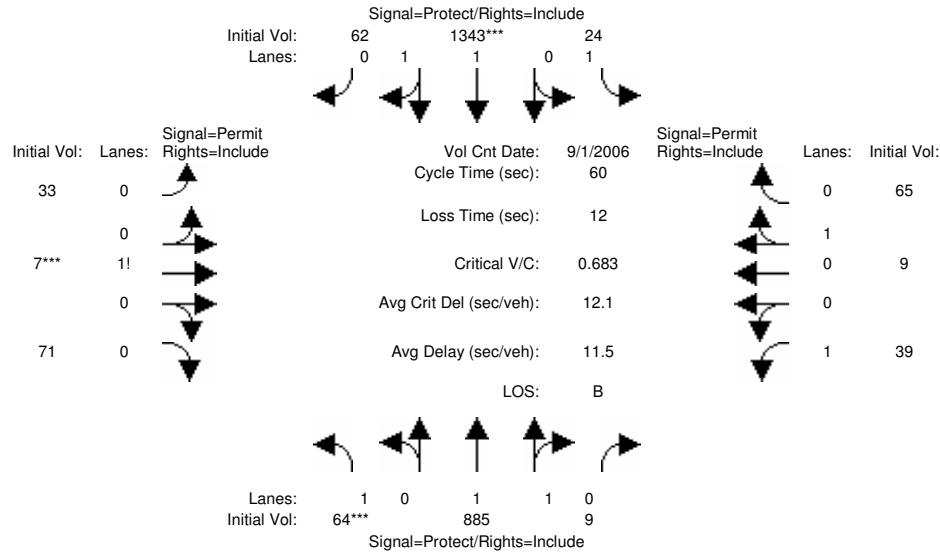 Signal=Protect/Rights=Include
Initial Vol: 62 1343*** 24
Lanes: 0 1 1 0 1
Signal=Permit
Initial Vol: Lanes: Rights=Include
Vol Cnt Date: 9/1/2006
Signal=Permit
Rights=Include Lanes: Initial Vol:
Cycle Time (sec): 60
33 0
0 65
Loss Time (sec): 12
0
1
7*** 1!
Critical V/C: 0.683
0 9
0
Avg Crit Del (sec/veh): 12.1
0
71 0
Avg Delay (sec/veh): 11.5
1 39
LOS: B
Lanes: 1 0 1 1 0
Initial Vol: 64*** 885 9
Signal=Protect/Rights=Include